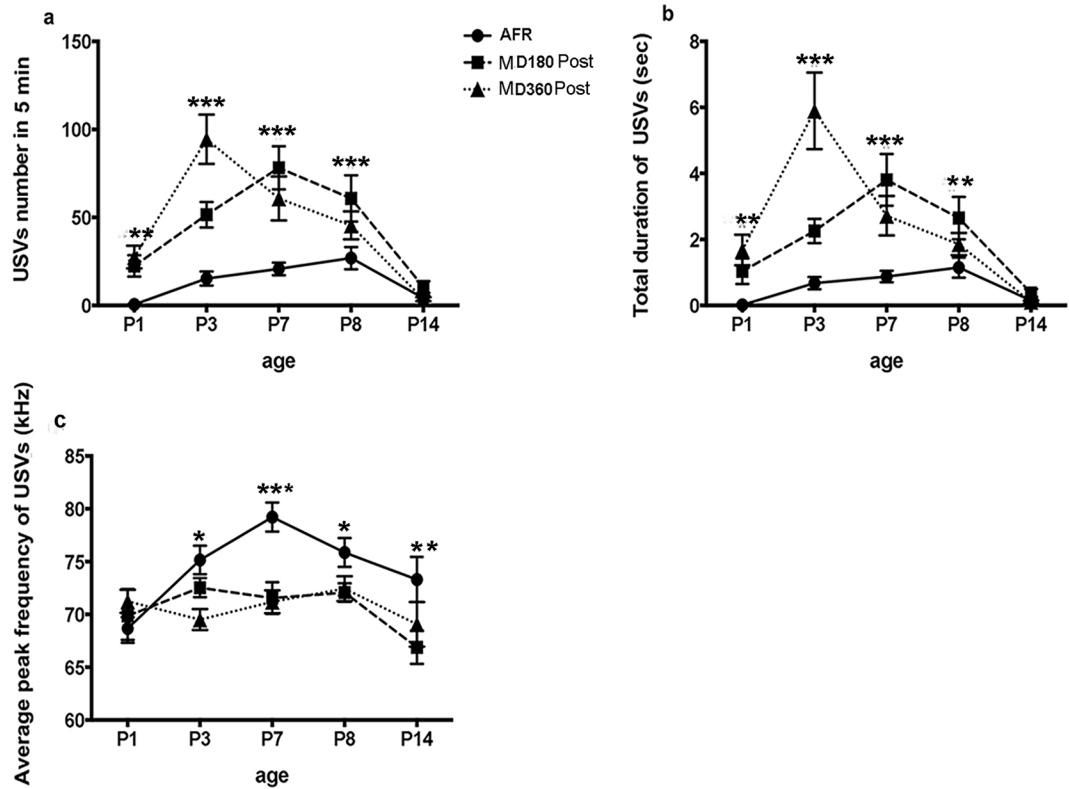 a
USVs number in 5 min
150
100
50
0
**
***
***
***
P1 P3 P7 P8 P14
age
AFR
MD180 Post
MD360 Post
b
Total duration of USVs (sec)
8
6
4
2
0
**
***
***
**
P1 P3 P7 P8 P14
age
c
Average peak frequency of USVs (kHz)
85
80
75
70
65
60
*
***
*
**
P1 P3 P7 P8 P14
age